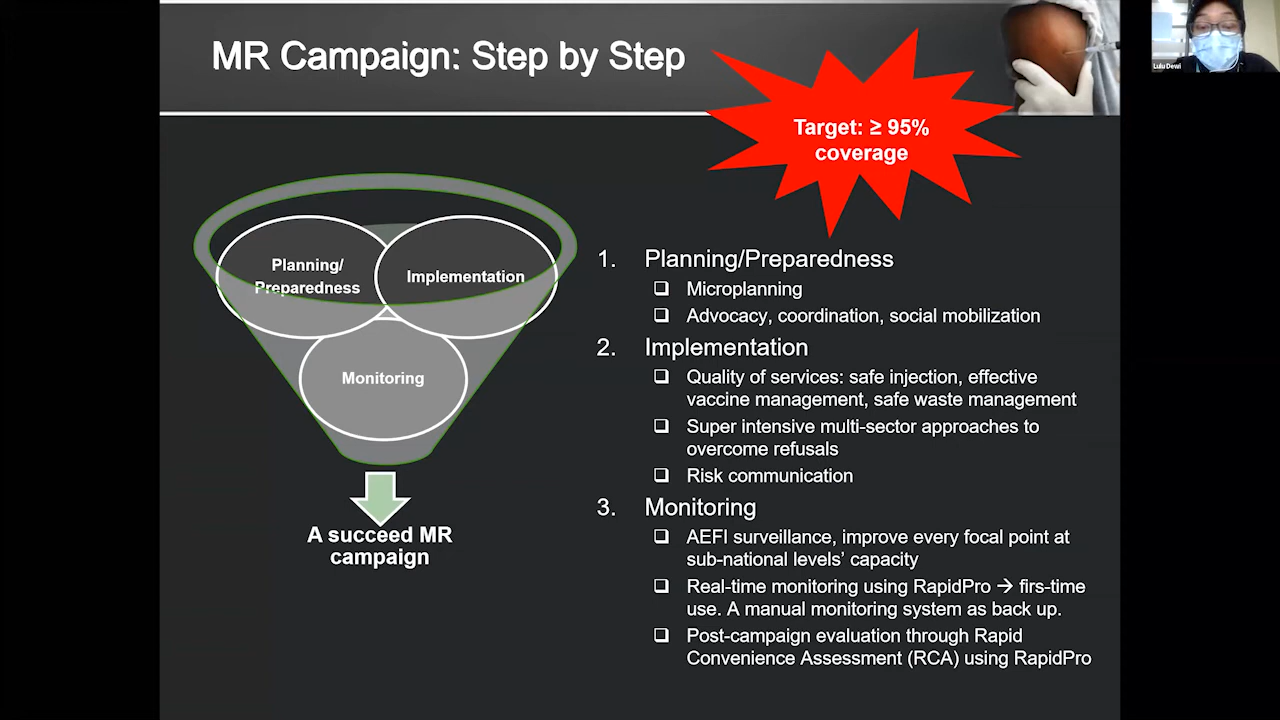 MR Campaign: Step by Step
Lulu Dewi
Target: ≥ 95%
coverage
Planning/
Preparedness
Implementation
Monitoring
A succeed MR
campaign
1. Planning/Preparedness
❑ Microplanning
❑ Advocacy, coordination, social mobilization
2. Implementation
❑ Quality of services: safe injection, effective
vaccine management, safe waste management
❑ Super intensive multi-sector approaches to
overcome refusals
❑ Risk communication
3. Monitoring
❑ AEFI surveillance, improve every focal point at
sub-national levels’ capacity
❑ Real-time monitoring using RapidPro → firs-time
use. A manual monitoring system as back up.
❑ Post-campaign evaluation through Rapid
Convenience Assessment (RCA) using RapidPro